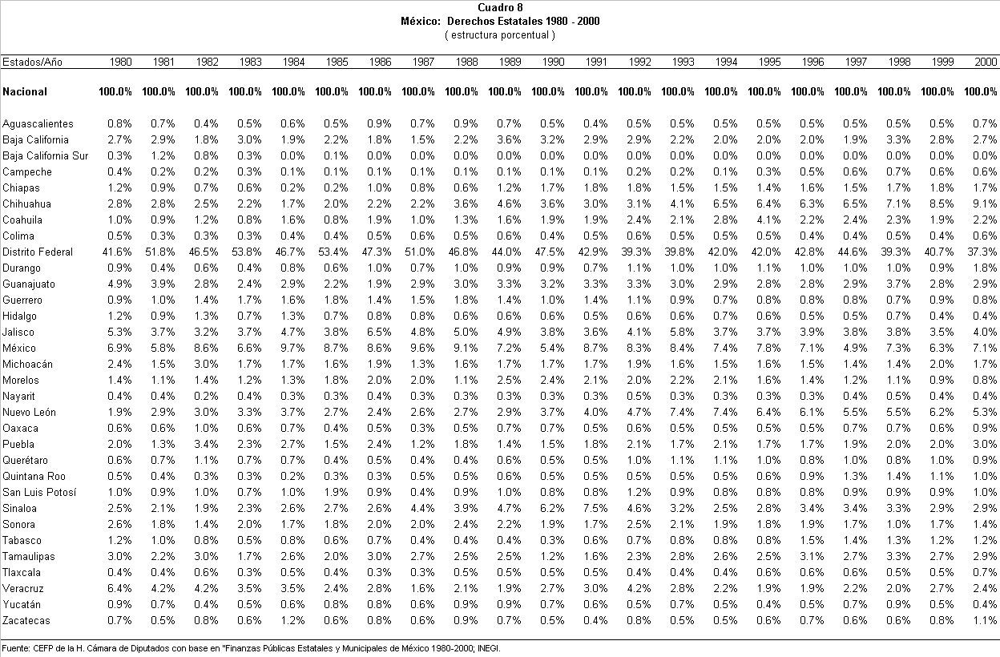 Cuadro 8
México:  Derechos Estatales 1980 - 2000
( estructura porcentual )
Estados/Año 1980 1981 1982 1983 1984 1985 1986 1987 1988 1989 1990 1991 1992 1993 1994 1995 1996 1997 1998 1999 2000
Nacional 100.0% 100.0% 100.0% 100.0% 100.0% 100.0% 100.0% 100.0% 100.0% 100.0% 100.0% 100.0% 100.0% 100.0% 100.0% 100.0% 100.0% 100.0% 100.0% 100.0% 100.0%
Aguascalientes 0.8% 0.7% 0.4% 0.5% 0.6% 0.5% 0.9% 0.7% 0.9% 0.7% 0.5% 0.4% 0.5% 0.5% 0.5% 0.5% 0.5% 0.5% 0.5% 0.5% 0.7%
Baja California 2.7% 2.9% 1.8% 3.0% 1.9% 2.2% 1.8% 1.5% 2.2% 3.6% 3.2% 2.9% 2.9% 2.2% 2.0% 2.0% 2.0% 1.9% 3.3% 2.8% 2.7%
Baja California Sur 0.3% 1.2% 0.8% 0.3% 0.0% 0.1% 0.0% 0.0% 0.0% 0.0% 0.0% 0.0% 0.0% 0.0% 0.0% 0.0% 0.0% 0.0% 0.0% 0.0% 0.0%
Campeche 0.4% 0.2% 0.2% 0.3% 0.1% 0.1% 0.1% 0.1% 0.1% 0.1% 0.1% 0.1% 0.2% 0.2% 0.1% 0.3% 0.5% 0.6% 0.7% 0.6% 0.6%
Chiapas 1.2% 0.9% 0.7% 0.6% 0.2% 0.2% 1.0% 0.8% 0.6% 1.2% 1.7% 1.8% 1.8% 1.5% 1.5% 1.4% 1.6% 1.5% 1.7% 1.8% 1.7%
Chihuahua 2.8% 2.8% 2.5% 2.2% 1.7% 2.0% 2.2% 2.2% 3.6% 4.6% 3.6% 3.0% 3.1% 4.1% 6.5% 6.4% 6.3% 6.5% 7.1% 8.5% 9.1%
Coahuila 1.0% 0.9% 1.2% 0.8% 1.6% 0.8% 1.9% 1.0% 1.3% 1.6% 1.9% 1.9% 2.4% 2.1% 2.8% 4.1% 2.2% 2.4% 2.3% 1.9% 2.2%
Colima 0.5% 0.3% 0.3% 0.3% 0.4% 0.4% 0.5% 0.6% 0.5% 0.6% 0.4% 0.5% 0.6% 0.5% 0.5% 0.5% 0.4% 0.4% 0.5% 0.4% 0.6%
Distrito Federal 41.6% 51.8% 46.5% 53.8% 46.7% 53.4% 47.3% 51.0% 46.8% 44.0% 47.5% 42.9% 39.3% 39.8% 42.0% 42.0% 42.8% 44.6% 39.3% 40.7% 37.3%
Durango 0.9% 0.4% 0.6% 0.4% 0.8% 0.6% 1.0% 0.7% 1.0% 0.9% 0.9% 0.7% 1.1% 1.0% 1.0% 1.1% 1.0% 1.0% 1.0% 0.9% 1.8%
Guanajuato 4.9% 3.9% 2.8% 2.4% 2.9% 2.2% 1.9% 2.9% 3.0% 3.3% 3.2% 3.3% 3.3% 3.0% 2.9% 2.8% 2.8% 2.9% 3.7% 2.8% 2.9%
Guerrero 0.9% 1.0% 1.4% 1.7% 1.6% 1.8% 1.4% 1.5% 1.8% 1.4% 1.0% 1.4% 1.1% 0.9% 0.7% 0.8% 0.8% 0.8% 0.7% 0.9% 0.8%
Hidalgo 1.2% 0.9% 1.3% 0.7% 1.3% 0.7% 0.8% 0.8% 0.6% 0.6% 0.6% 0.5% 0.6% 0.6% 0.7% 0.6% 0.5% 0.5% 0.7% 0.4% 0.4%
Jalisco 5.3% 3.7% 3.2% 3.7% 4.7% 3.8% 6.5% 4.8% 5.0% 4.9% 3.8% 3.6% 4.1% 5.8% 3.7% 3.7% 3.9% 3.8% 3.8% 3.5% 4.0%
México 6.9% 5.8% 8.6% 6.6% 9.7% 8.7% 8.6% 9.6% 9.1% 7.2% 5.4% 8.7% 8.3% 8.4% 7.4% 7.8% 7.1% 4.9% 7.3% 6.3% 7.1%
Michoacán 2.4% 1.5% 3.0% 1.7% 1.7% 1.6% 1.9% 1.3% 1.6% 1.7% 1.7% 1.7% 1.9% 1.6% 1.5% 1.6% 1.5% 1.4% 1.4% 2.0% 1.7%
Morelos 1.4% 1.1% 1.4% 1.2% 1.3% 1.8% 2.0% 2.0% 1.1% 2.5% 2.4% 2.1% 2.0% 2.2% 2.1% 1.6% 1.4% 1.2% 1.1% 0.9% 0.8%
Nayarit 0.4% 0.4% 0.2% 0.4% 0.3% 0.3% 0.4% 0.3% 0.3% 0.3% 0.3% 0.3% 0.5% 0.3% 0.3% 0.3% 0.3% 0.4% 0.5% 0.4% 0.4%
Nuevo León 1.9% 2.9% 3.0% 3.3% 3.7% 2.7% 2.4% 2.6% 2.7% 2.9% 3.7% 4.0% 4.7% 7.4% 7.4% 6.4% 6.1% 5.5% 5.5% 6.2% 5.3%
Oaxaca 0.6% 0.6% 1.0% 0.6% 0.7% 0.4% 0.5% 0.3% 0.4% 0.6% 0.7% 0.5% 0.6% 0.5% 0.5% 0.5% 0.5% 0.7% 0.7% 0.6% 0.9%
Puebla 2.0% 1.3% 3.4% 2.3% 2.7% 1.5% 2.4% 1.2% 1.8% 1.4% 1.5% 1.8% 2.1% 1.7% 2.1% 1.7% 1.7% 1.9% 2.0% 2.0% 3.0%
Querétaro 0.6% 0.7% 1.1% 0.7% 0.7% 0.4% 0.5% 0.4% 0.4% 0.6% 0.5% 0.5% 1.0% 1.1% 1.1% 1.0% 0.8% 1.0% 0.8% 1.0% 0.9%
Quintana Roo 0.5% 0.4% 0.3% 0.3% 0.2% 0.3% 0.3% 0.5% 0.5% 0.6% 0.5% 0.5% 0.5% 0.5% 0.5% 0.6% 0.9% 1.3% 1.4% 1.1% 1.0%
San Luis Potosí 1.0% 0.9% 1.0% 0.7% 1.0% 1.9% 0.9% 0.4% 0.9% 1.0% 0.8% 0.8% 1.2% 0.9% 0.8% 0.8% 0.8% 0.9% 0.9% 0.9% 1.0%
Sinaloa 2.5% 2.1% 1.9% 2.3% 2.6% 2.7% 2.6% 4.4% 3.9% 4.7% 6.2% 7.5% 4.6% 3.2% 2.5% 2.8% 3.4% 3.4% 3.3% 2.9% 2.9%
Sonora 2.6% 1.8% 1.4% 2.0% 1.7% 1.8% 2.0% 2.0% 2.4% 2.2% 1.9% 1.7% 2.5% 2.1% 1.9% 1.8% 1.9% 1.7% 1.0% 1.7% 1.4%
Tabasco 1.2% 1.0% 0.8% 0.5% 0.8% 0.6% 0.7% 0.4% 0.4% 0.4% 0.3% 0.6% 0.7% 0.8% 0.8% 0.8% 1.5% 1.4% 1.3% 1.2% 1.2%
Tamaulipas 3.0% 2.2% 3.0% 1.7% 2.6% 2.0% 3.0% 2.7% 2.5% 2.5% 1.2% 1.6% 2.3% 2.8% 2.6% 2.5% 3.1% 2.7% 3.3% 2.7% 2.9%
Tlaxcala 0.4% 0.4% 0.6% 0.3% 0.5% 0.4% 0.3% 0.3% 0.5% 0.5% 0.5% 0.5% 0.4% 0.4% 0.4% 0.6% 0.6% 0.6% 0.5% 0.5% 0.7%
Veracruz 6.4% 4.2% 4.2% 3.5% 3.5% 2.4% 2.8% 1.6% 2.1% 1.9% 2.7% 3.0% 4.2% 2.8% 2.2% 1.9% 1.9% 2.2% 2.0% 2.7% 2.4%
Yucatán 0.9% 0.7% 0.4% 0.5% 0.6% 0.8% 0.8% 0.6% 0.9% 0.9% 0.7% 0.6% 0.5% 0.7% 0.5% 0.4% 0.5% 0.7% 0.9% 0.5% 0.6%
Zacatecas 0.7% 0.5% 0.8% 0.6% 1.2% 0.6% 0.8% 0.6% 0.9% 0.7% 0.5% 0.4% 0.8% 0.5% 0.5% 0.6% 0.7% 0.6% 0.6% 0.8% 1.1%
Fuente: CEFP de la H. Cámara de Diputados con base en "Finanzas Públicas Estatales y Municipales de México 1980-2000; INEGI.